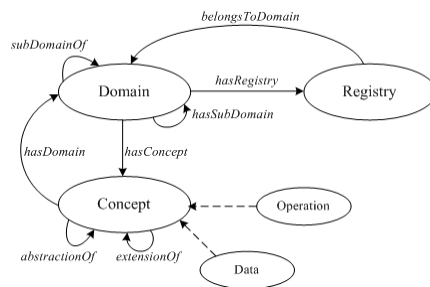 belongsToDomain
subDomainOf
hasRegistry
Domain
Registry
hasSubDomain
hasDomain
hasConcept
Concept
Operation
abstractionOf
extensionOf
Data